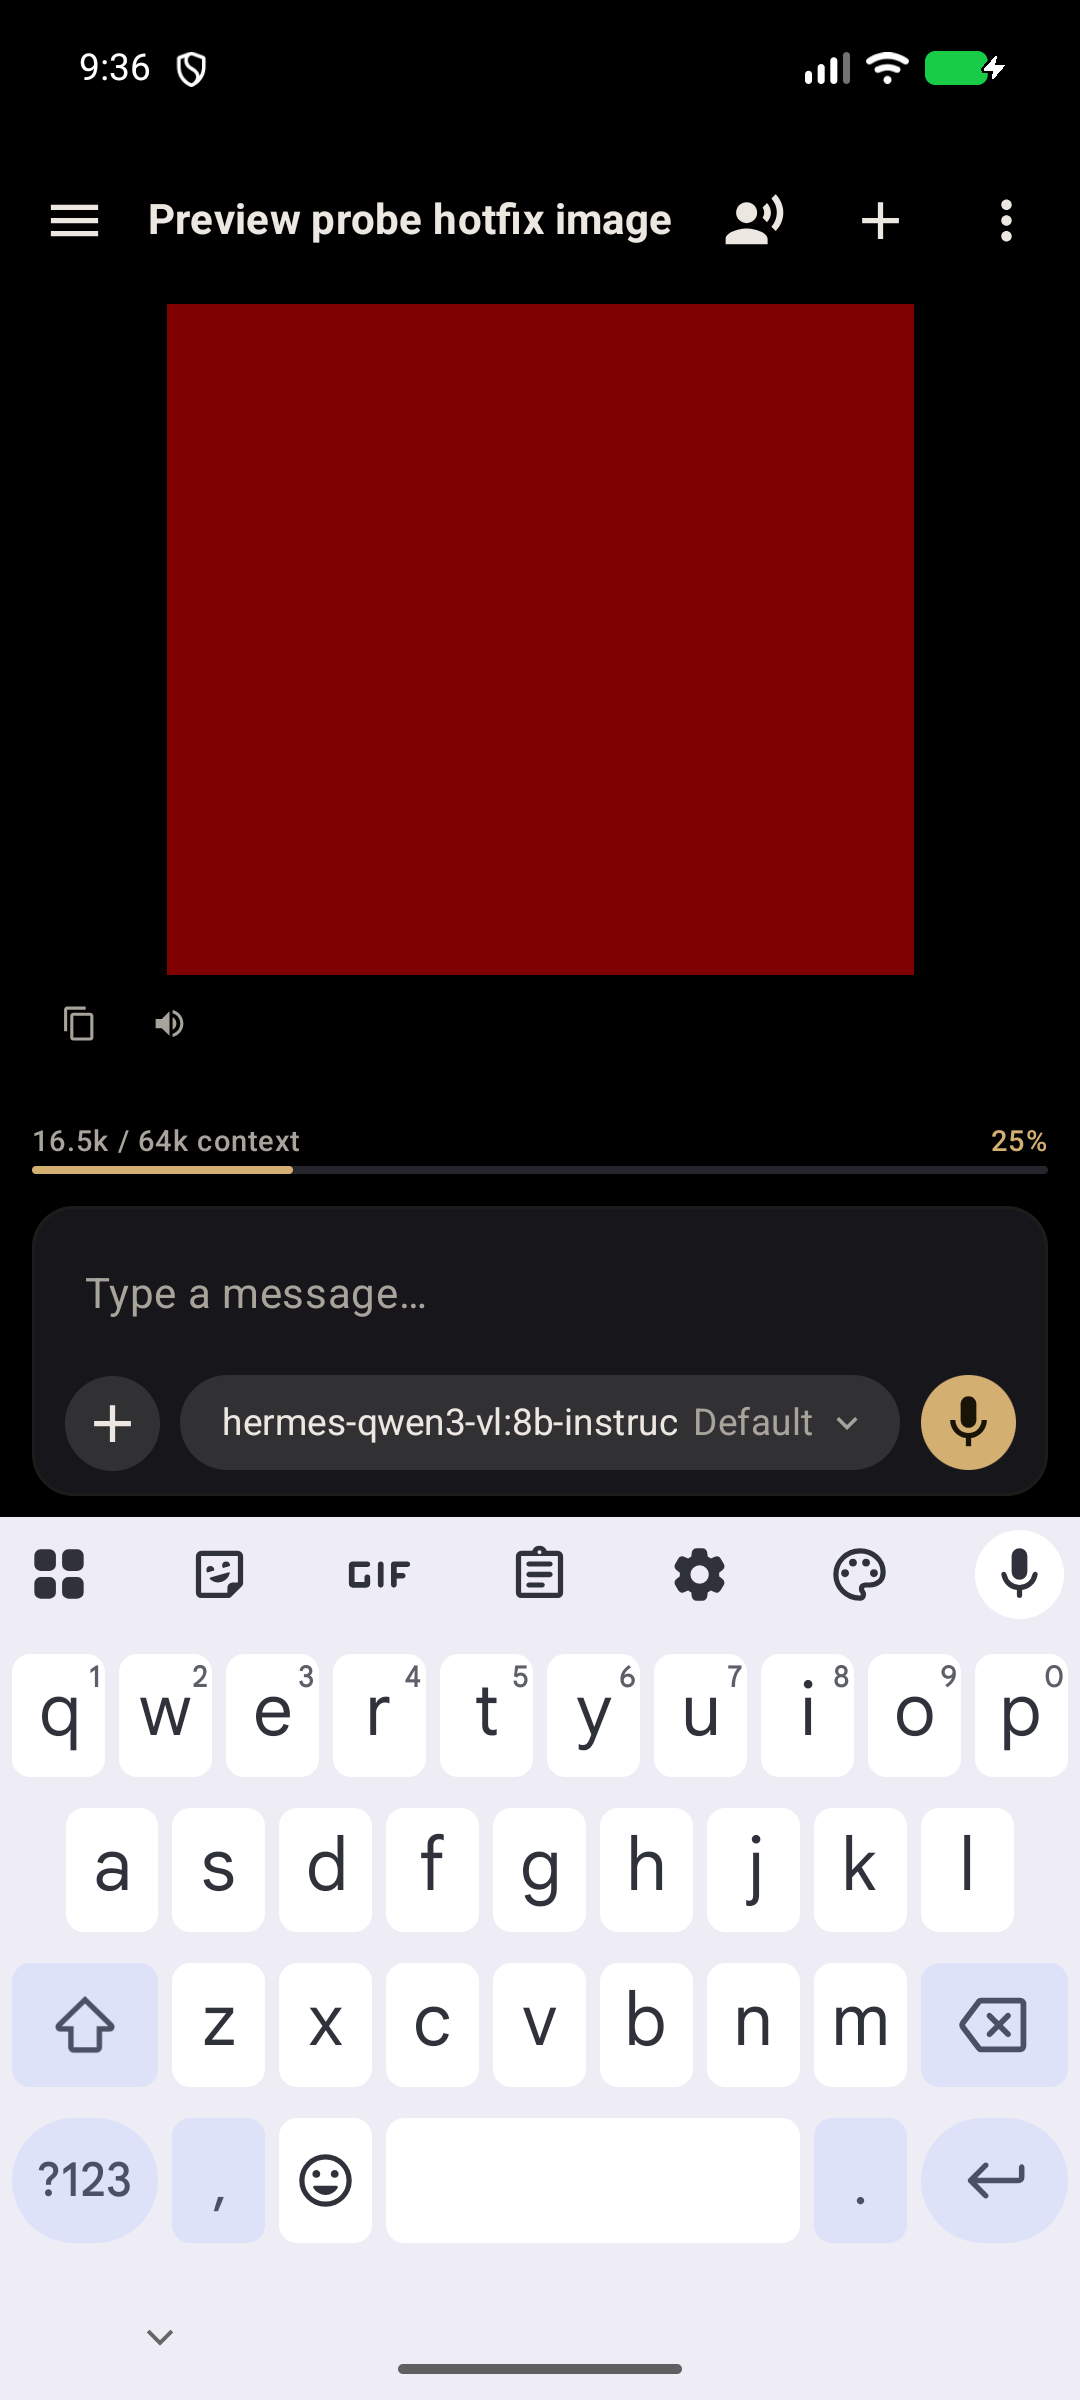 9:36
Preview probe hotfix image
16.5k / 64k context 25%
Type a message…
hermes-qwen3-vl:8b-instruc Default
GIF
q1 w2 e3 r4 t5 y6 u7 i8 o9 p0
a s d f g h j k l
z x c v b n m
?123 , .